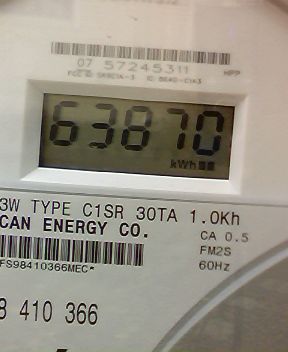 07 57245311 HPP
63870
kWh
3W TYPE C1SR 30TA 1.0Kh
CAN ENERGY CO. CA 0.5
FM2S
FS98410366MEC* 60Hz
8 410 366